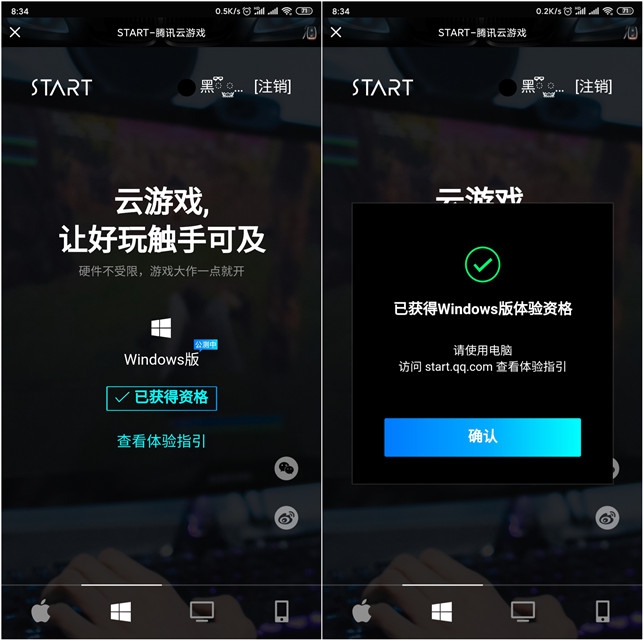 8:34
0.5K/s
71
START-腾讯云游戏
START
黑
...
[注销]
云游戏,
让好玩触手可及
硬件不受限，游戏大作一点就开
公测中
Windows版
已获得资格
查看体验指引
8:34
0.2K/s
71
START-腾讯云游戏
START
黑
...
[注销]
云游戏
已获得Windows版体验资格
请使用电脑
访问 start.qq.com 查看体验指引
确认